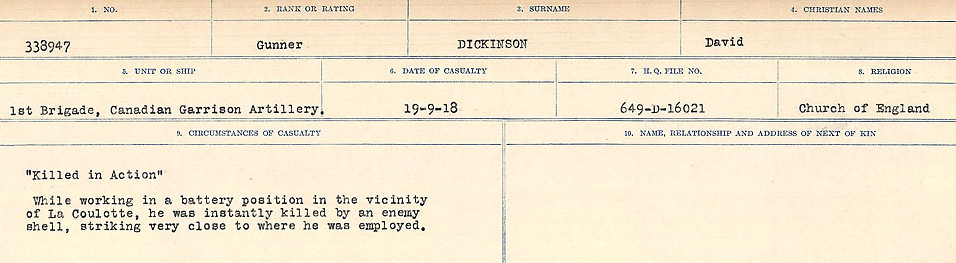 1. NO. 2. RANK OR RATING 3. SURNAME 4. CHRISTIAN NAMES
338947 Gunner DICKINSON David
5. UNIT OR SHIP 6. DATE OF CASUALTY 7. H. Q. FILE NO. 8. RELIGION
1st Brigade, Canadian Garrison Artillery. 19-9-18 649-D-16021 Church of England
9. CIRCUMSTANCES OF CASUALTY 10. NAME, RELATIONSHIP AND ADDRESS OF NEXT OF KIN
"Killed in Action"
While working in a battery position in the vicinity
of La Coulotte, he was instantly killed by an enemy
shell, striking very close to where he was employed.